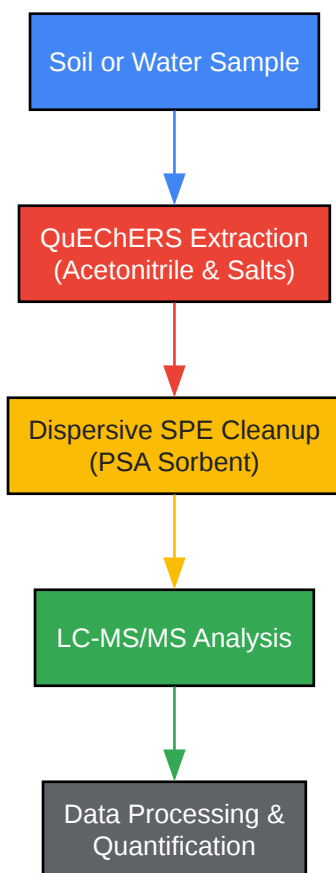 Soil or Water Sample
QuEChERS Extraction
(Acetonitrile & Salts)
Dispersive SPE Cleanup
(PSA Sorbent)
LC-MS/MS Analysis
Data Processing &
Quantification